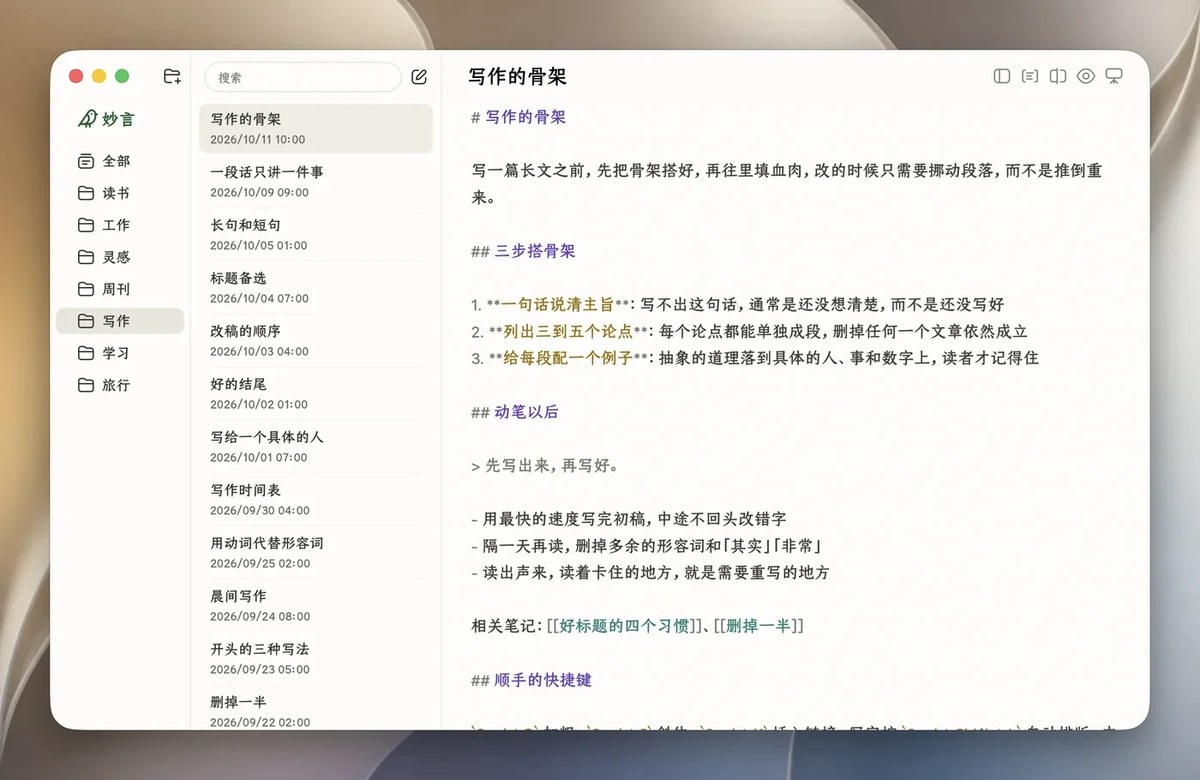 妙言
全部
读书
工作
灵感
周刊
写作
学习
旅行
搜索
写作的骨架
2026/10/11 10:00
一段话只讲一件事
2026/10/09 09:00
长句和短句
2026/10/05 01:00
标题备选
2026/10/04 07:00
改稿的顺序
2026/10/03 04:00
好的结尾
2026/10/02 01:00
写给一个具体的人
2026/10/01 07:00
写作时间表
2026/09/30 04:00
用动词代替形容词
2026/09/25 02:00
晨间写作
2026/09/24 08:00
开头的三种写法
2026/09/23 05:00
删掉一半
2026/09/22 02:00
写作的骨架
# 写作的骨架
写一篇长文之前，先把骨架搭好，再往里填血肉，改的时候只需要挪动段落，而不是推倒重
来。
## 三步搭骨架
1. **一句话说清主旨**：写不出这句话，通常是还没想清楚，而不是还没写好
2. **列出三到五个论点**：每个论点都能单独成段，删掉任何一个文章依然成立
3. **给每段配一个例子**：抽象的道理落到具体的人、事和数字上，读者才记得住
## 动笔以后
> 先写出来，再写好。
- 用最快的速度写完初稿，中途不回头改错字
- 隔一天再读，删掉多余的形容词和「其实」「非常」
- 读出声来，读着卡住的地方，就是需要重写的地方
相关笔记：[[好标题的四个习惯]]、[[删掉一半]]
## 顺手的快捷键